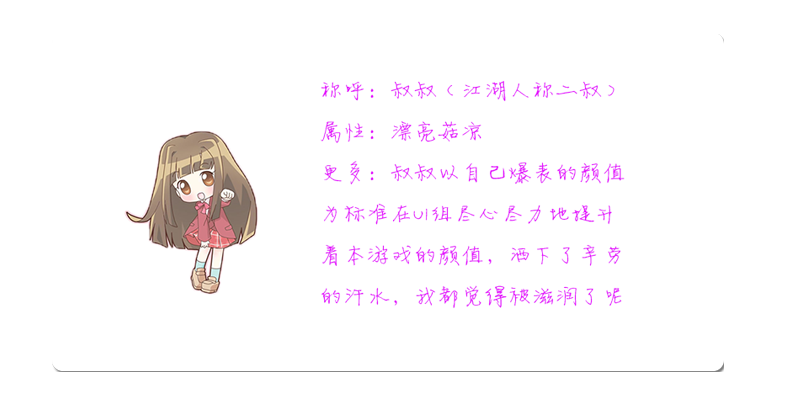 称呼：叔叔（江湖人称二叔）
属性：漂亮菇凉
更多：叔叔以自己爆表的颜值
为标准在UI组尽心尽力地提升
着本游戏的颜值，洒下了辛劳
的汗水，我都觉得被滋润了呢